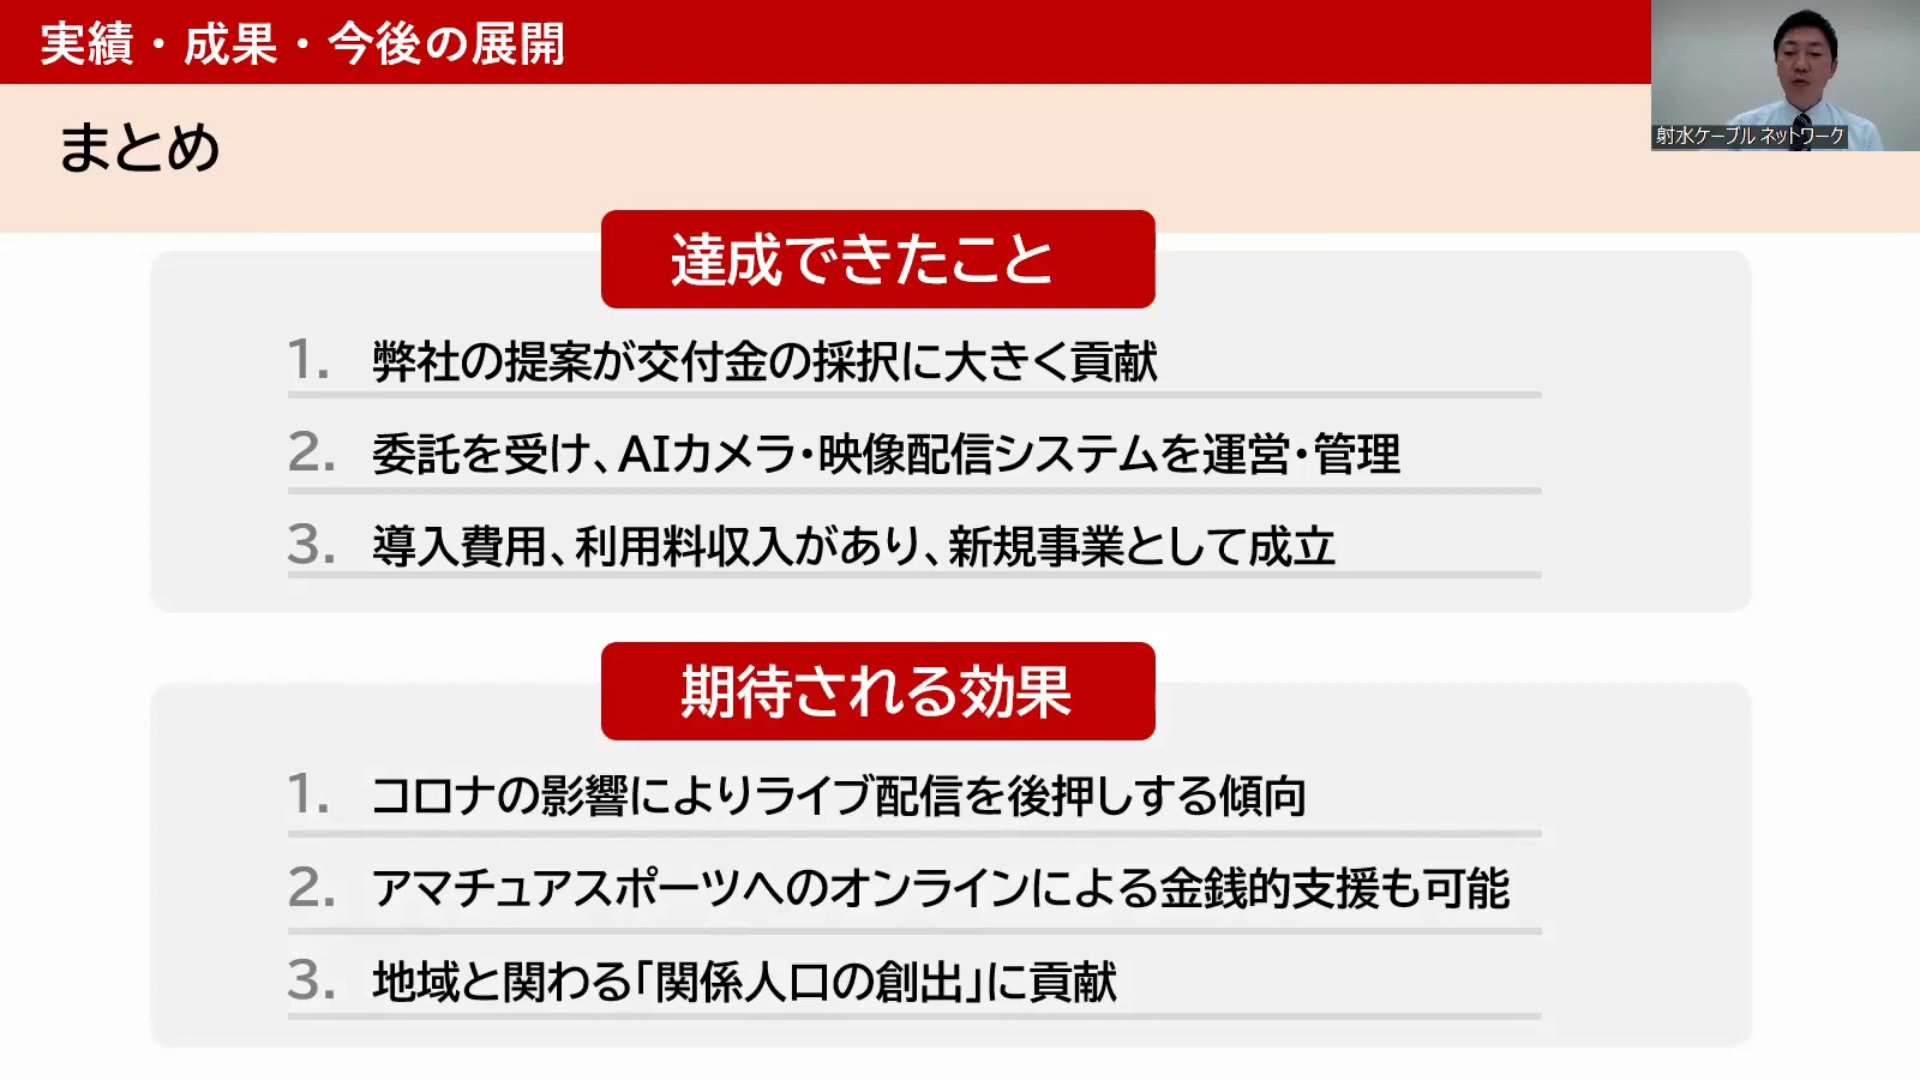 実績・成果・今後の展開
射水ケーブル ネットワーク
まとめ
達成できたこと
1. 弊社の提案が交付金の採択に大きく貢献
2. 委託を受け、AIカメラ・映像配信システムを運営・管理
3. 導入費用、利用料収入があり、新規事業として成立
期待される効果
1. コロナの影響によりライブ配信を後押しする傾向
2. アマチュアスポーツへのオンラインによる金銭的支援も可能
3. 地域と関わる「関係人口の創出」に貢献